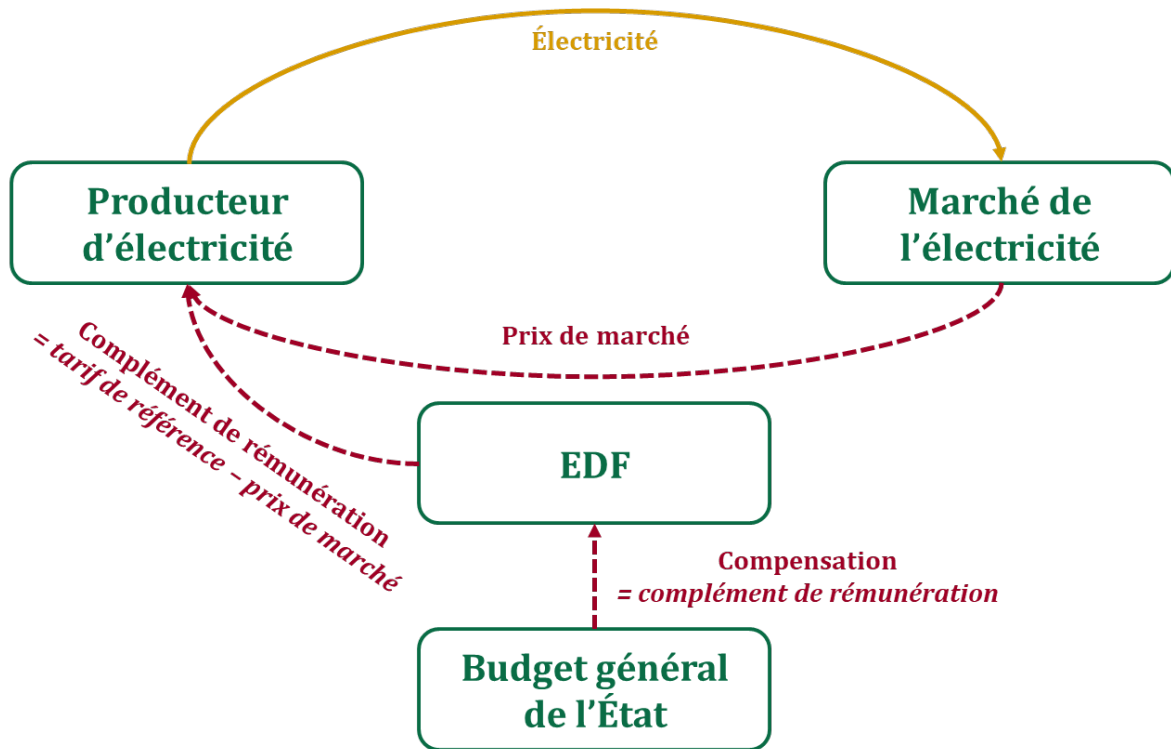 Électricité
Producteur
d’électricité
Marché de
l’électricité
Prix de marché
Complément de rémunération
= tarif de référence – prix de marché
EDF
Compensation
= complément de rémunération
Budget général
de l’État